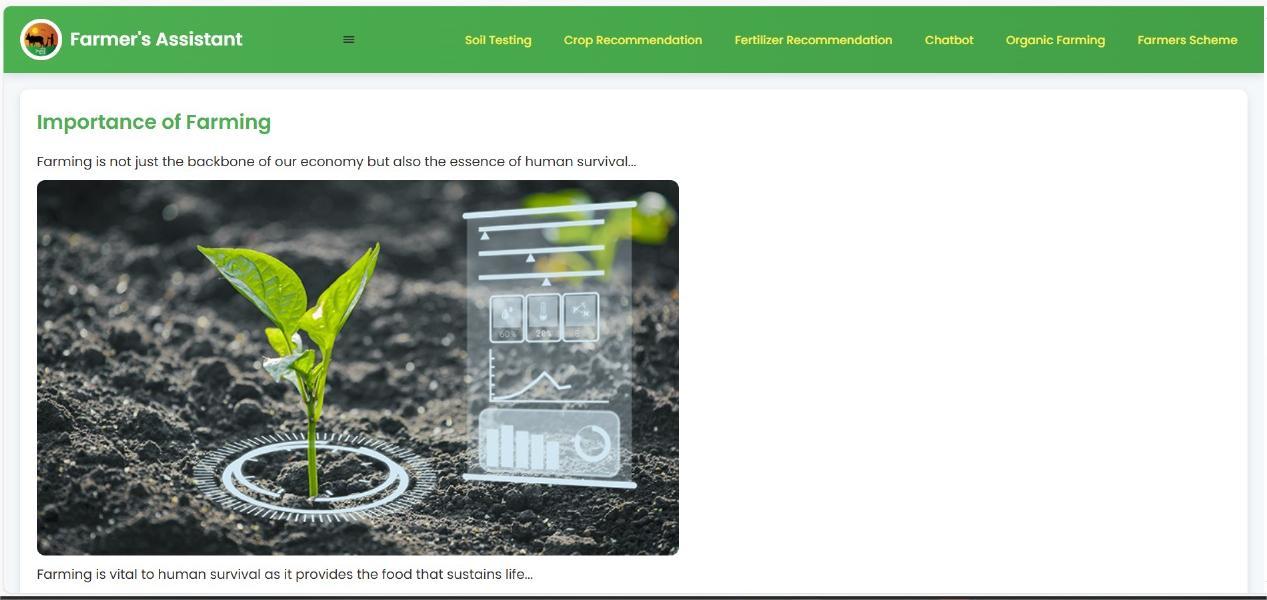 Farmer's Assistant
Soil Testing Crop Recommendation Fertilizer Recommendation Chatbot Organic Farming Farmers Scheme
Importance of Farming
Farming is not just the backbone of our economy but also the essence of human survival...
60% 20%
Farming is vital to human survival as it provides the food that sustains life...